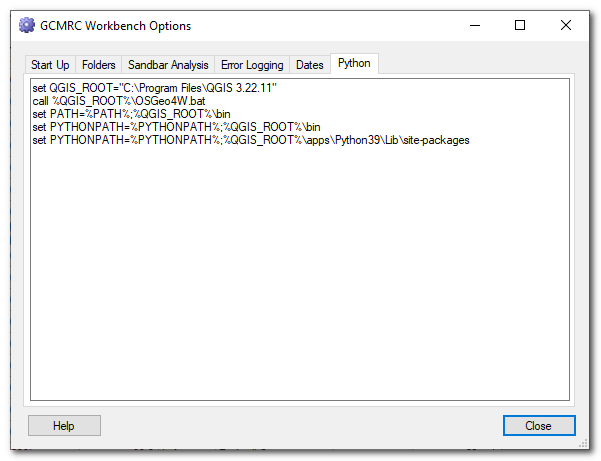 GCMRC Workbench Options
Start Up Folders Sandbar Analysis Error Logging Dates Python
set QGIS_ROOT="C:\Program Files\QGIS 3.22.11"
call %QGIS_ROOT%\OSGeo4W.bat
set PATH=%PATH%;%QGIS_ROOT%\bin
set PYTHONPATH=%PYTHONPATH%;%QGIS_ROOT%\bin
set PYTHONPATH=%PYTHONPATH%;%QGIS_ROOT%\apps\Python39\Lib\site-packages
Help Close